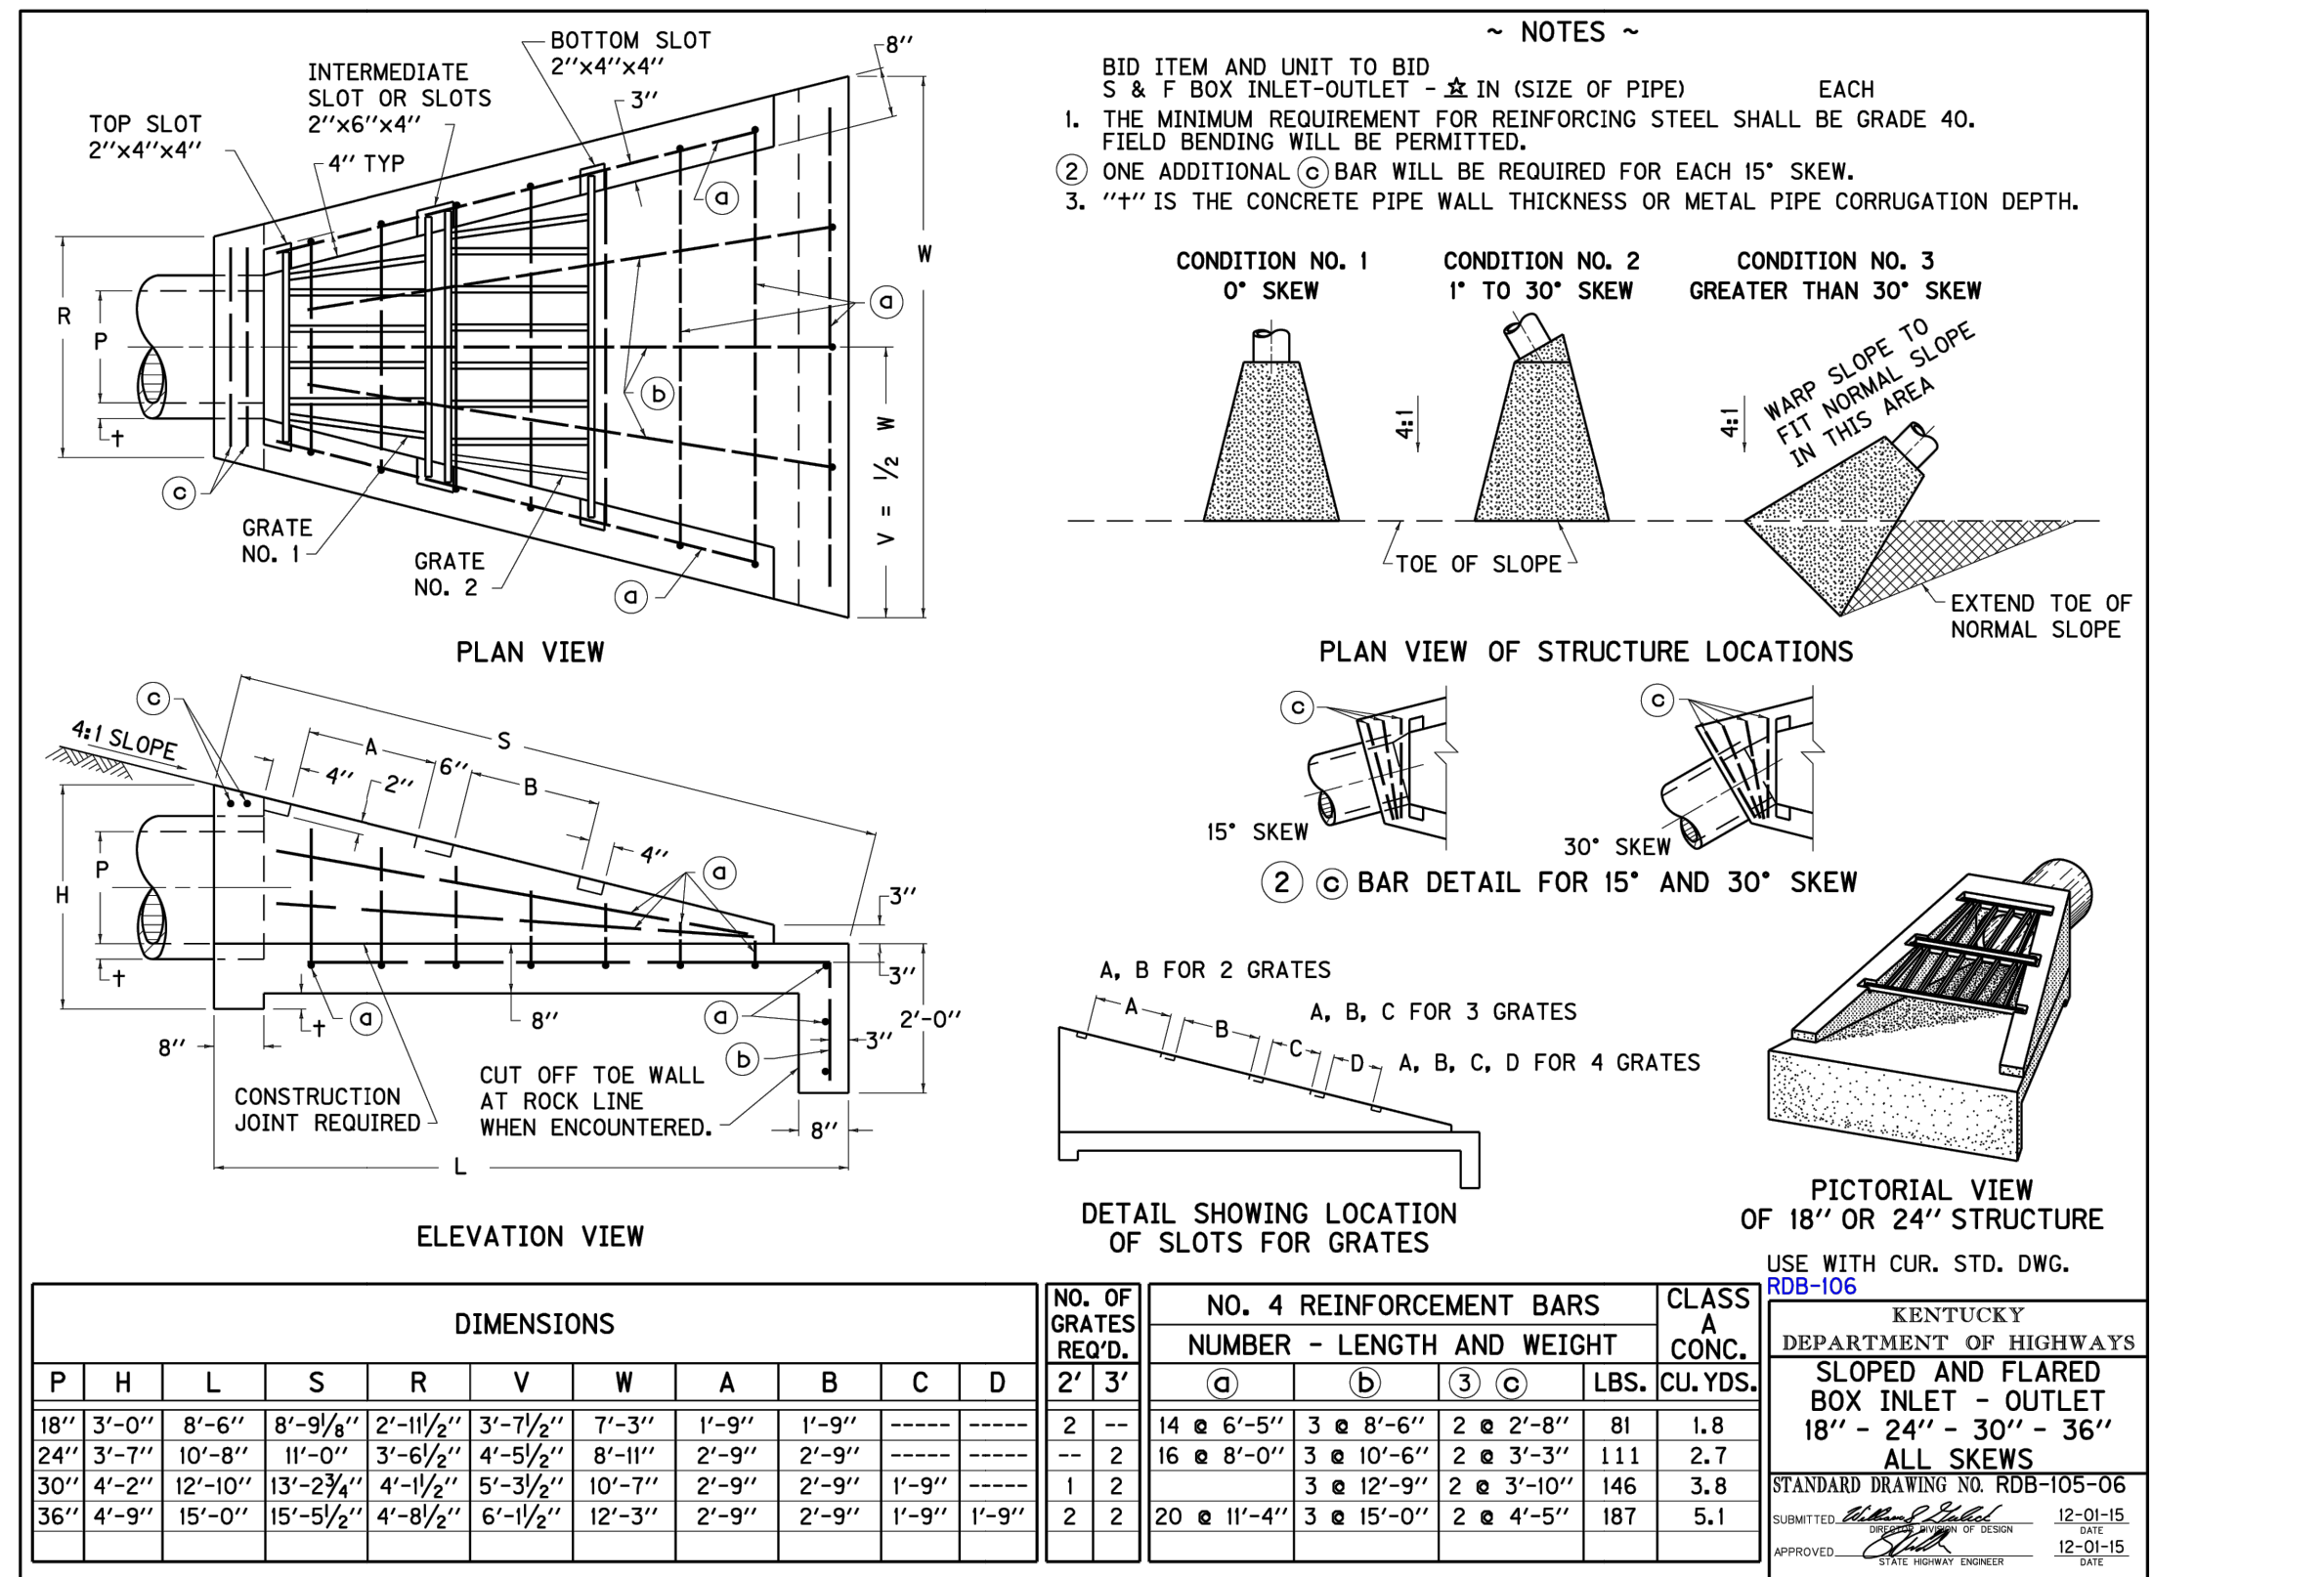 BOTTOM SLOT
2"x4"x4"
8"
INTERMEDIATE
SLOT OR SLOTS
2"x6"x4"
3"
TOP SLOT
2"x4"x4"
4" TYP
a
R
P
t
W
a
b
V = 1/2 W
c
GRATE
NO. 1
GRATE
NO. 2
a
PLAN VIEW
c
4:1 SLOPE
S
A
4"
2"
6"
B
4"
a
3"
H
P
t
3"
t
a
8"
a
2'-0"
8"
3"
b
CONSTRUCTION
JOINT REQUIRED
CUT OFF TOE WALL
AT ROCK LINE
WHEN ENCOUNTERED.
8"
L
ELEVATION VIEW
~ NOTES ~
BID ITEM AND UNIT TO BID
S & F BOX INLET-OUTLET - ☆ IN (SIZE OF PIPE) EACH
1. THE MINIMUM REQUIREMENT FOR REINFORCING STEEL SHALL BE GRADE 40.
FIELD BENDING WILL BE PERMITTED.
2 ONE ADDITIONAL c BAR WILL BE REQUIRED FOR EACH 15° SKEW.
3. "t" IS THE CONCRETE PIPE WALL THICKNESS OR METAL PIPE CORRUGATION DEPTH.
CONDITION NO. 1
0° SKEW
CONDITION NO. 2
1° TO 30° SKEW
CONDITION NO. 3
GREATER THAN 30° SKEW
4:1
4:1
WARP SLOPE TO
FIT NORMAL SLOPE
IN THIS AREA
TOE OF SLOPE
EXTEND TOE OF
NORMAL SLOPE
PLAN VIEW OF STRUCTURE LOCATIONS
c
15° SKEW
c
30° SKEW
2 c BAR DETAIL FOR 15° AND 30° SKEW
A, B FOR 2 GRATES
A, B, C FOR 3 GRATES
A, B, C, D FOR 4 GRATES
A
B
C
D
DETAIL SHOWING LOCATION
OF SLOTS FOR GRATES
PICTORIAL VIEW
OF 18" OR 24" STRUCTURE
USE WITH CUR. STD. DWG.
RDB-106
DIMENSIONS
NO. OF
GRATES
REQ'D.
NO. 4 REINFORCEMENT BARS
NUMBER - LENGTH AND WEIGHT
CLASS
A
CONC.
P H L S R V W A B C D 2' 3' a b 3 c LBS. CU.YDS.
18" 3'-0" 8'-6" 8'-9 1/8" 2'-11 1/2" 3'-7 1/2" 7'-3" 1'-9" 1'-9" ----- ----- 2 -- 14 @ 6'-5" 3 @ 8'-6" 2 @ 2'-8" 81 1.8
24" 3'-7" 10'-8" 11'-0" 3'-6 1/2" 4'-5 1/2" 8'-11" 2'-9" 2'-9" ----- ----- -- 2 16 @ 8'-0" 3 @ 10'-6" 2 @ 3'-3" 111 2.7
30" 4'-2" 12'-10" 13'-2 3/4" 4'-1 1/2" 5'-3 1/2" 10'-7" 2'-9" 2'-9" 1'-9" ----- 1 2 3 @ 12'-9" 2 @ 3'-10" 146 3.8
36" 4'-9" 15'-0" 15'-5 1/2" 4'-8 1/2" 6'-1 1/2" 12'-3" 2'-9" 2'-9" 1'-9" 1'-9" 2 2 20 @ 11'-4" 3 @ 15'-0" 2 @ 4'-5" 187 5.1
KENTUCKY
DEPARTMENT OF HIGHWAYS
SLOPED AND FLARED
BOX INLET - OUTLET
18" - 24" - 30" - 36"
ALL SKEWS
STANDARD DRAWING NO. RDB-105-06
SUBMITTED 12-01-15
DIRECTOR DIVISION OF DESIGN DATE
APPROVED 12-01-15
STATE HIGHWAY ENGINEER DATE